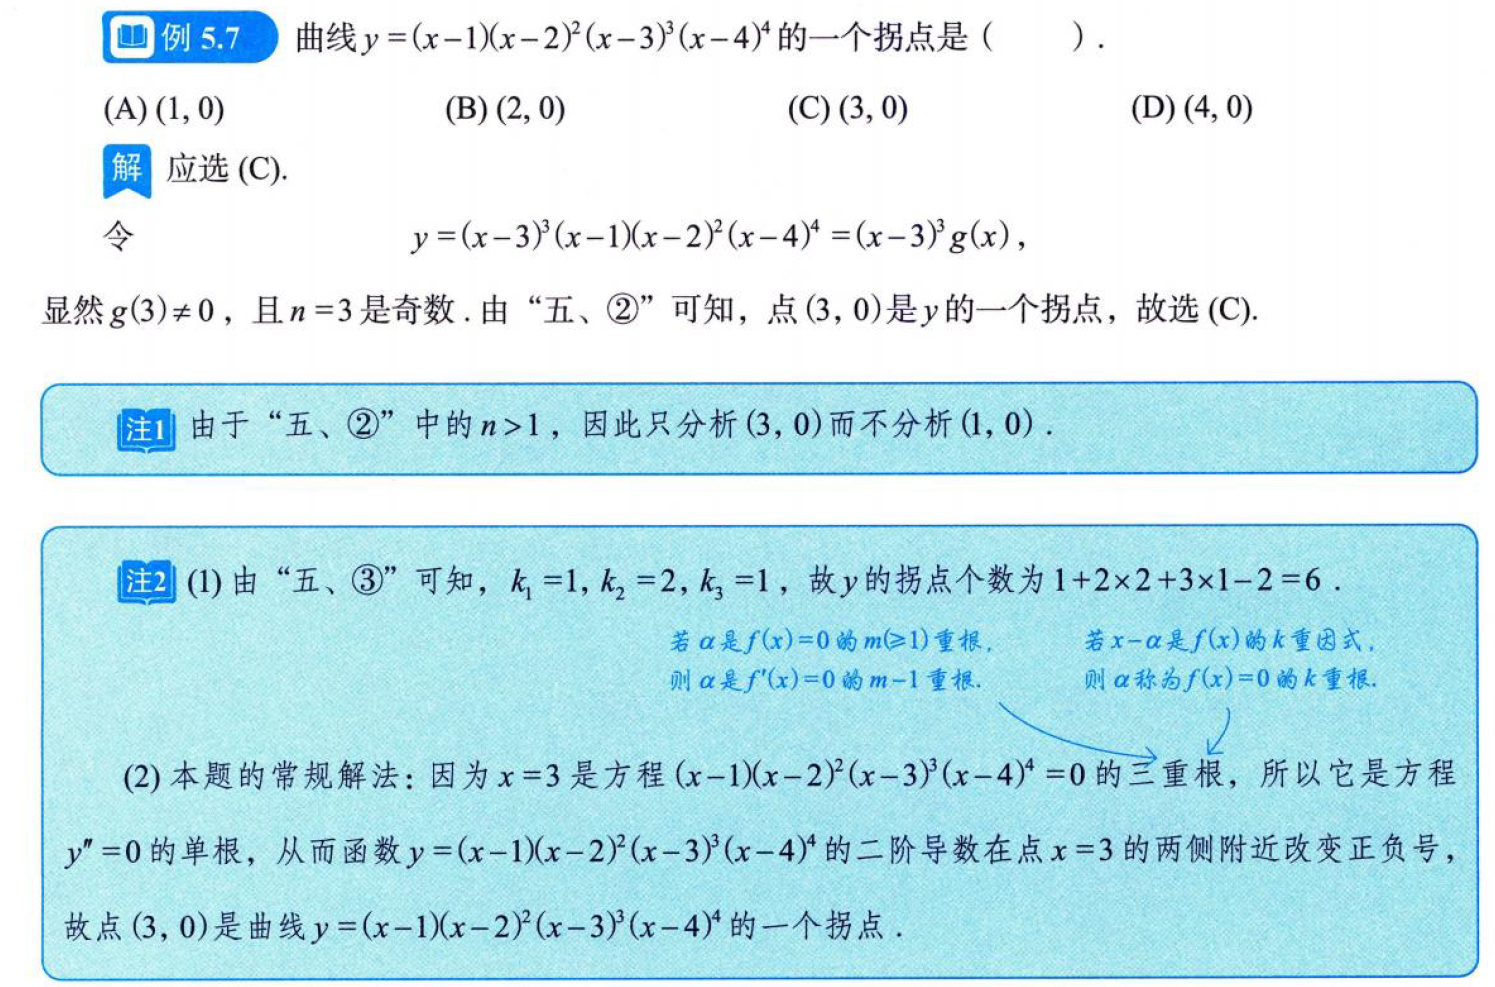 例 5.7 曲线 y=(x−1)(x−2)²(x−3)³(x−4)⁴ 的一个拐点是 (    ) .
(A) (1, 0) (B) (2, 0) (C) (3, 0) (D) (4, 0)
解 应选 (C).
令 y=(x−3)³(x−1)(x−2)²(x−4)⁴=(x−3)³g(x) ,
显然 g(3)≠0 , 且 n=3 是奇数 . 由 “五、②” 可知, 点 (3, 0) 是 y 的一个拐点, 故选 (C).
注1 由于 “五、②” 中的 n>1 , 因此只分析 (3, 0) 而不分析 (1, 0) .
注2 (1) 由 “五、③” 可知, k₁=1, k₂=2, k₃=1 , 故 y 的拐点个数为 1+2×2+3×1−2=6 .
若 α 是 f(x)=0 的 m(≥1) 重根,
则 α 是 f′(x)=0 的 m−1 重根.
若 x−α 是 f(x) 的 k 重因式,
则 α 称为 f(x)=0 的 k 重根.
(2) 本题的常规解法: 因为 x=3 是方程 (x−1)(x−2)²(x−3)³(x−4)⁴=0 的三重根, 所以它是方程
y″=0 的单根, 从而函数 y=(x−1)(x−2)²(x−3)³(x−4)⁴ 的二阶导数在点 x=3 的两侧附近改变正负号,
故点 (3, 0) 是曲线 y=(x−1)(x−2)²(x−3)³(x−4)⁴ 的一个拐点 .